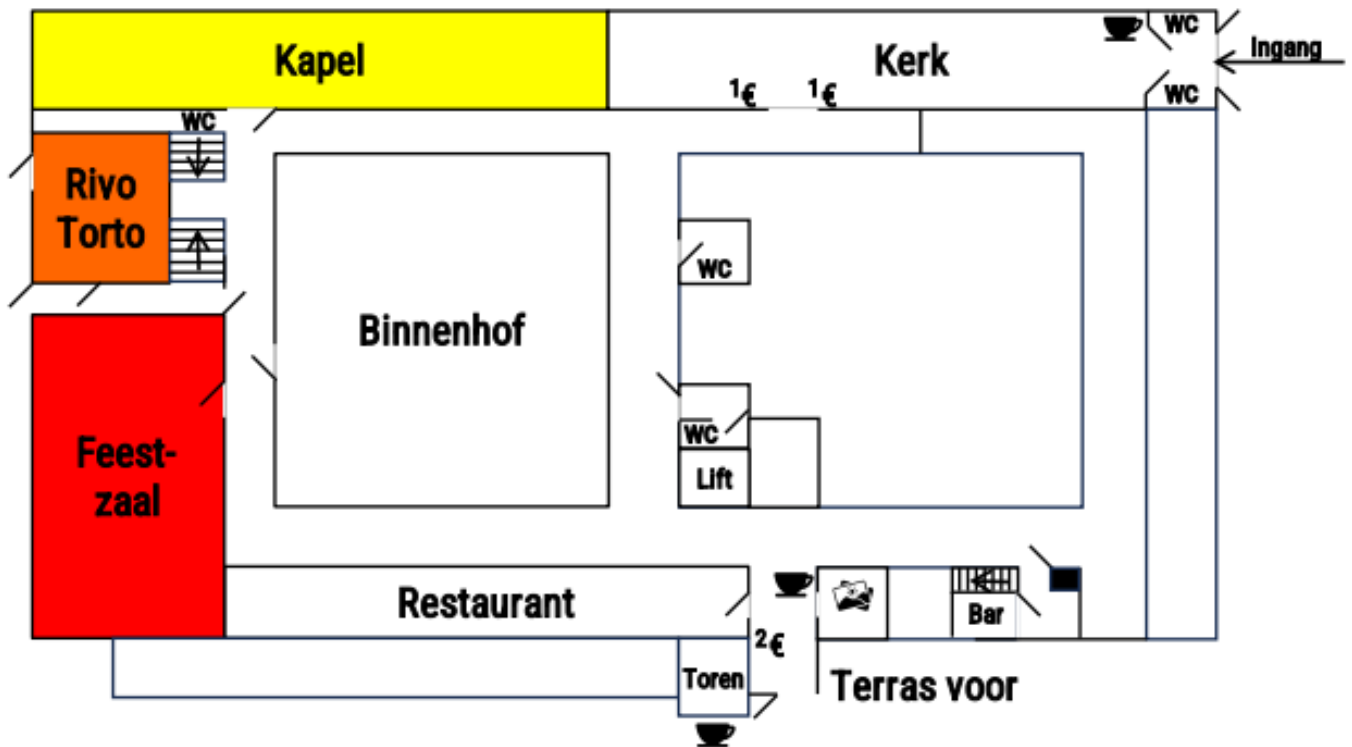 WC
Kapel
Kerk
Ingang
1€
1€
WC
WC
Rivo
Torto
WC
Binnenhof
Feest-
zaal
WC
Lift
Restaurant
Bar
2€
Toren
Terras voor